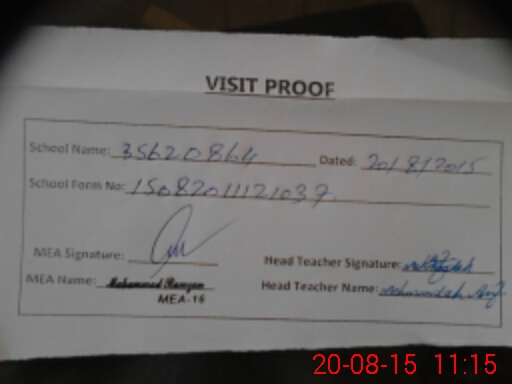 VISIT PROOF
School Name: 35620864 Dated: 20/8/2015
School Form No: 15082011121037
MEA Signature: Head Teacher Signature:
MEA Name: Mohammad Ramzan Head Teacher Name:
MEA-16
20-08-15 11:15